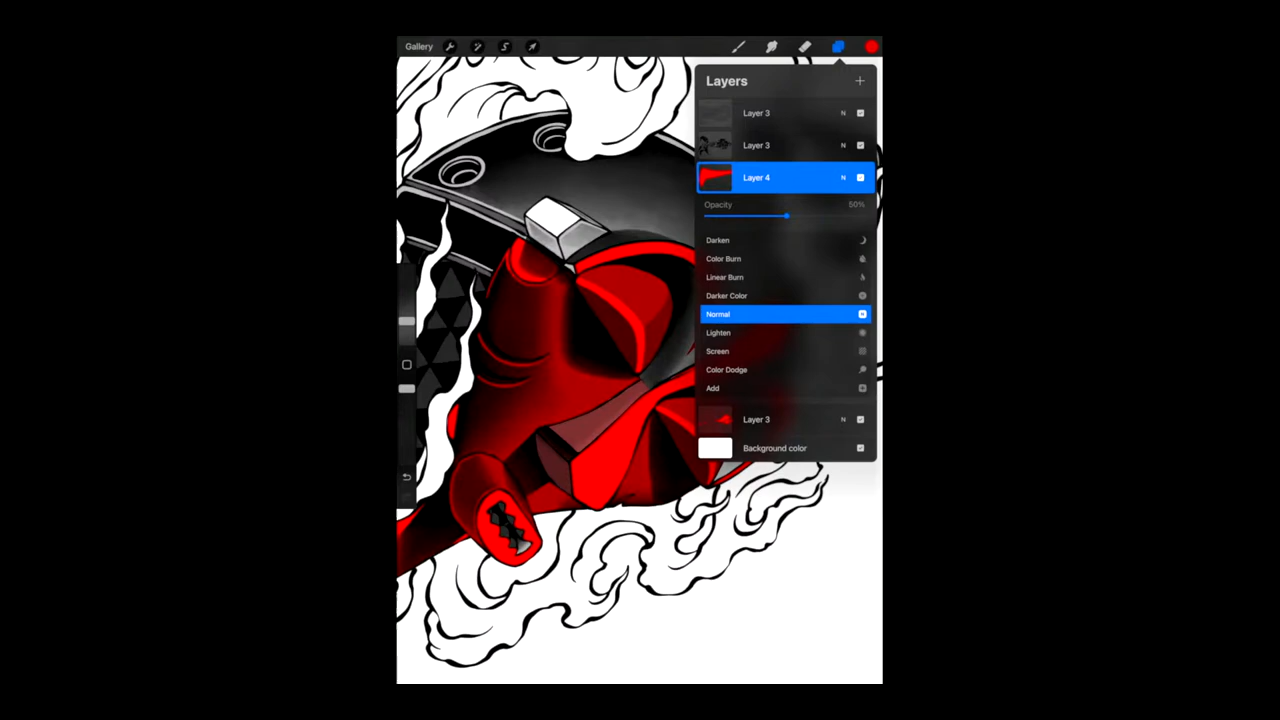 Gallery
Layers
Layer 3 N
Layer 3 N
Layer 4 N
Opacity 50%
Darken
Color Burn
Linear Burn
Darker Color
Normal N
Lighten
Screen
Color Dodge
Add
Layer 3 N
Background color